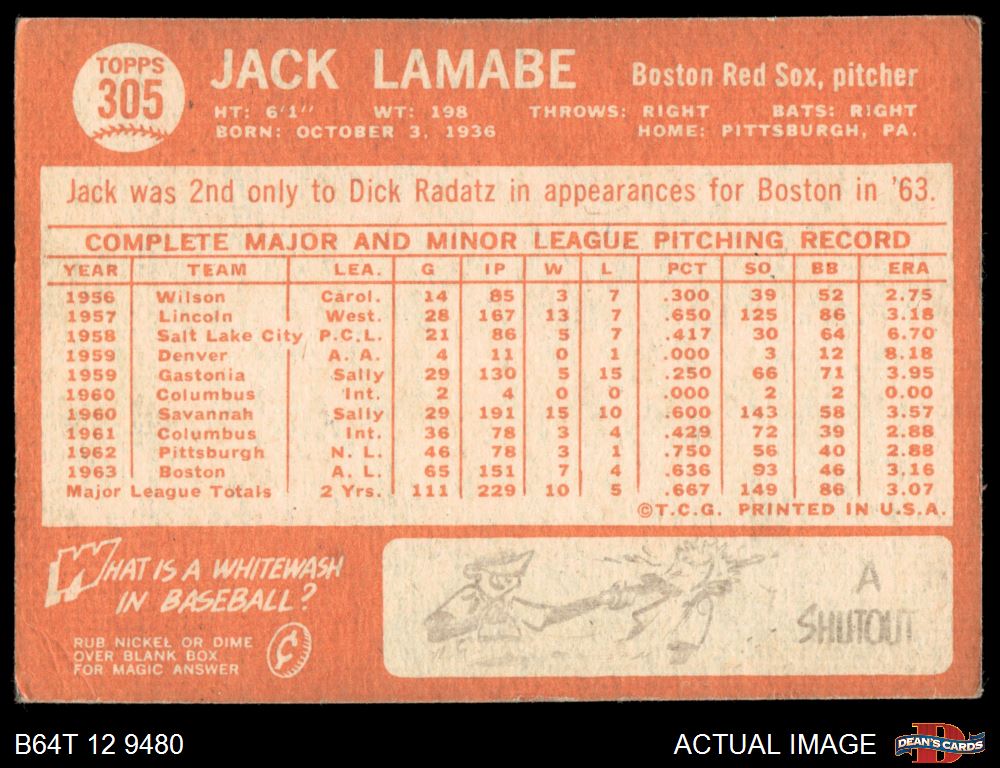 TOPPS
305
JACK LAMABE
Boston Red Sox, pitcher
HT: 6'1" WT: 198 THROWS: RIGHT BATS: RIGHT
BORN: OCTOBER 3, 1936 HOME: PITTSBURGH, PA.
Jack was 2nd only to Dick Radatz in appearances for Boston in '63.
COMPLETE MAJOR AND MINOR LEAGUE PITCHING RECORD
YEAR TEAM LEA. G IP W L PCT SO BB ERA
1956 Wilson Carol. 14 85 3 7 .300 39 52 2.75
1957 Lincoln West. 28 167 13 7 .650 125 86 3.18
1958 Salt Lake City P.C.L. 21 86 5 7 .417 30 64 6.70
1959 Denver A. A. 4 11 0 1 .000 3 12 8.18
1959 Gastonia Sally 29 130 5 15 .250 66 71 3.95
1960 Columbus Int. 2 4 0 0 .000 2 2 0.00
1960 Savannah Sally 29 191 15 10 .600 143 58 3.57
1961 Columbus Int. 36 78 3 4 .429 72 39 2.88
1962 Pittsburgh N. L. 46 78 3 1 .750 56 40 2.88
1963 Boston A. L. 65 151 7 4 .636 93 46 3.16
Major League Totals 2 Yrs. 111 229 10 5 .667 149 86 3.07
©T.C.G. PRINTED IN U.S.A.
WHAT IS A WHITEWASH
IN BASEBALL?
RUB NICKEL OR DIME
OVER BLANK BOX
FOR MAGIC ANSWER
¢
A
SHUTOUT
B64T 12 9480
ACTUAL IMAGE
D
DEAN'S CARDS